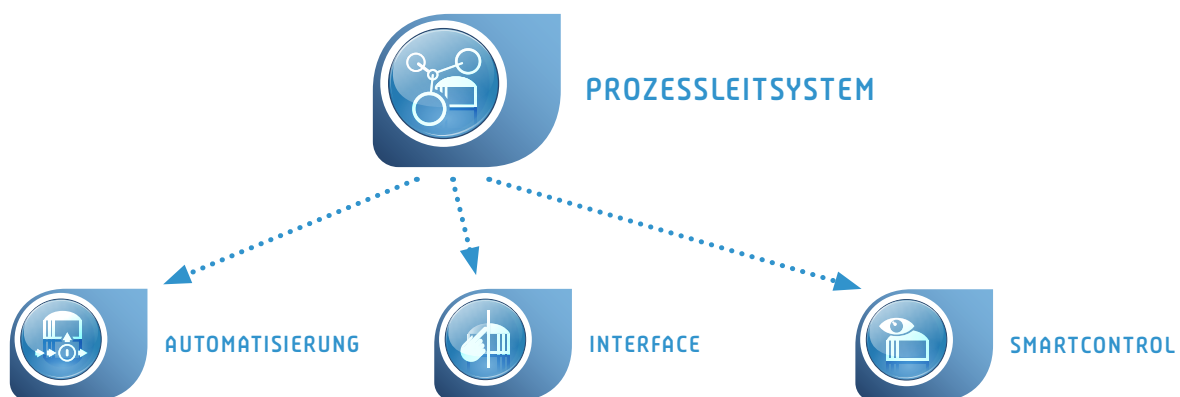 PROZESSLEITSYSTEM
AUTOMATISIERUNG
INTERFACE
SMARTCONTROL